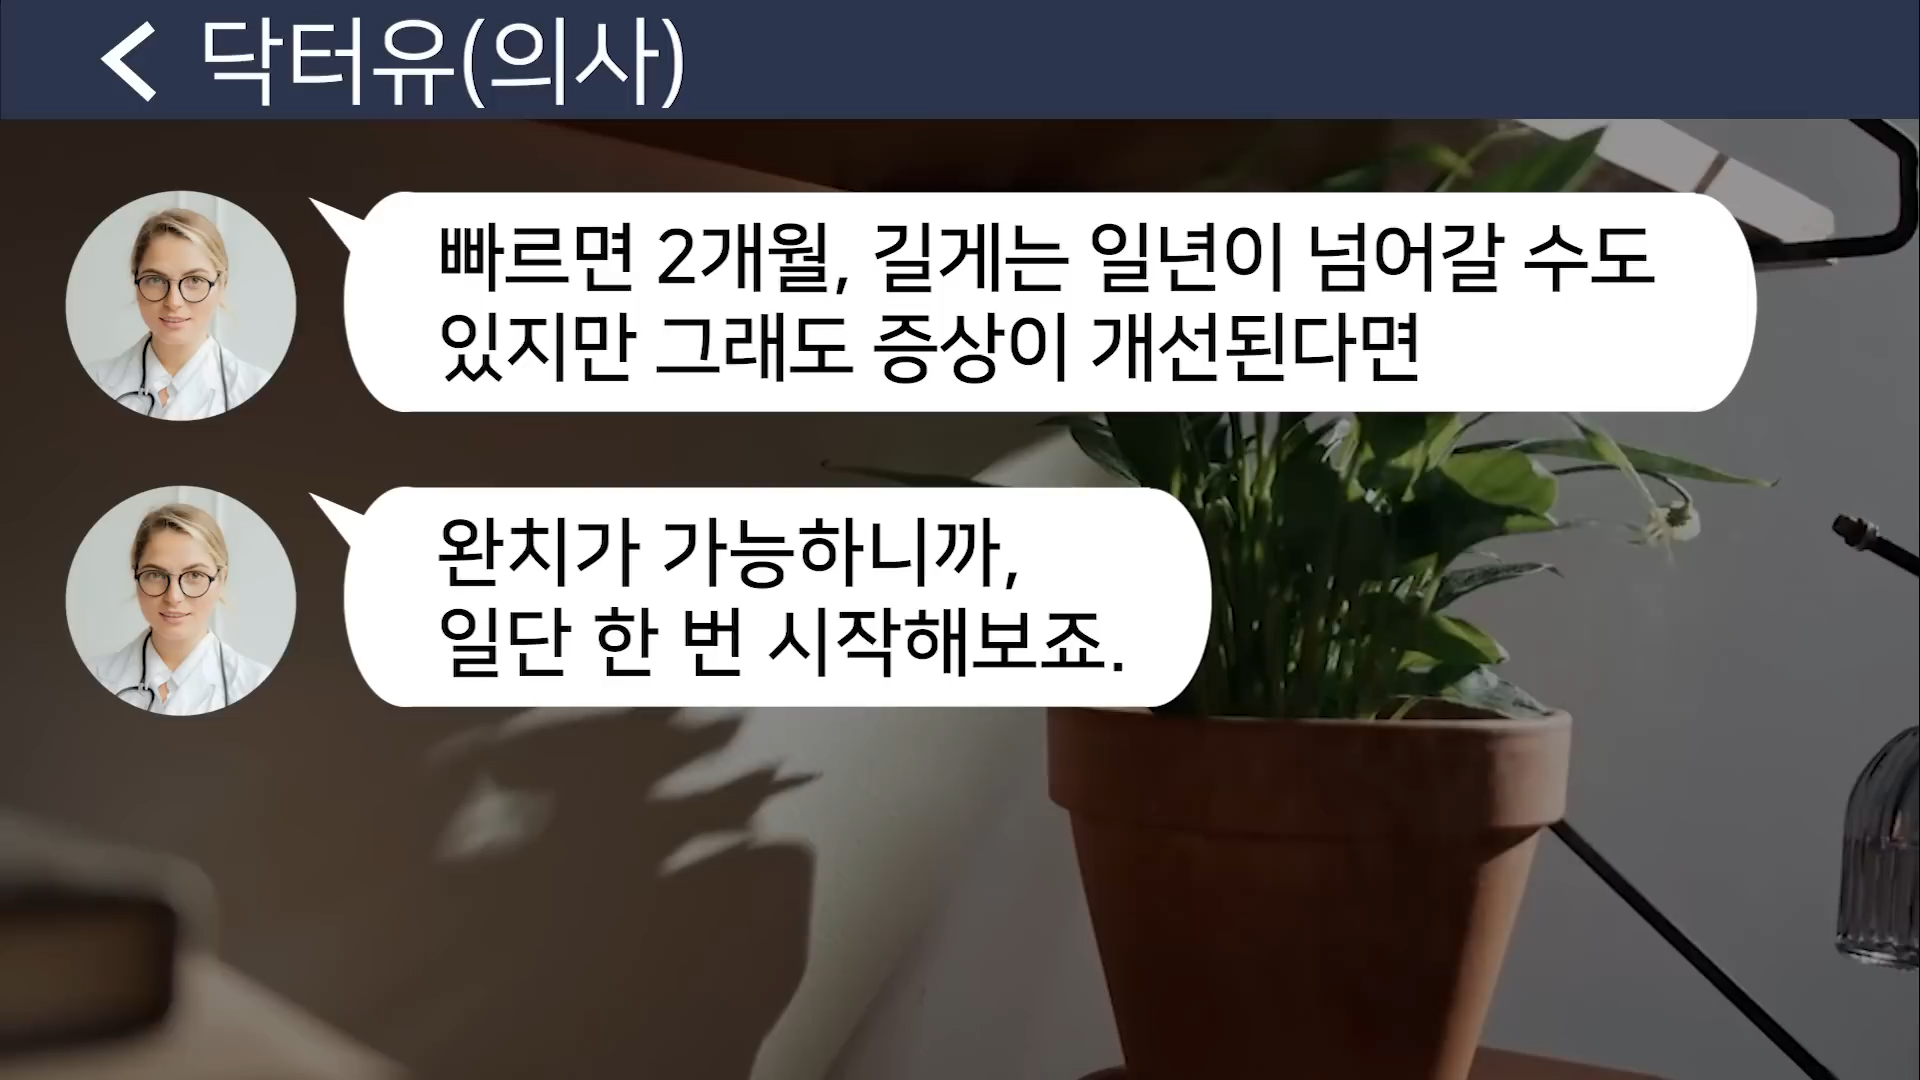 닥터유(의사)
빠르면 2개월, 길게는 일년이 넘어갈 수도
있지만 그래도 증상이 개선된다면
완치가 가능하니까,
일단 한 번 시작해보죠.